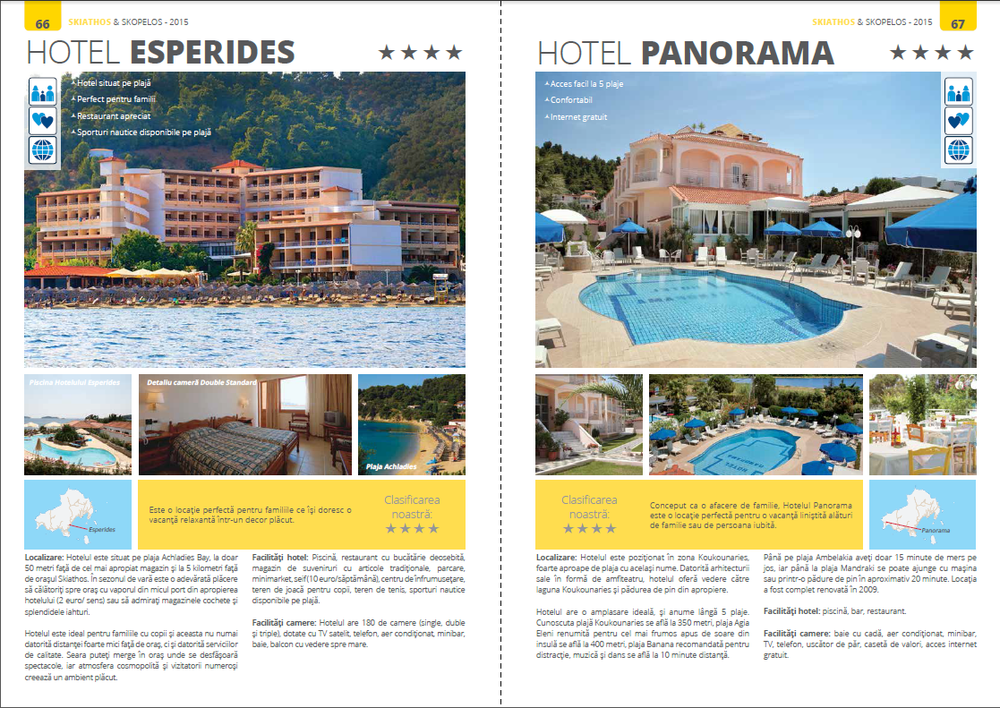 66
SKIATHOS & SKOPELOS - 2015
HOTEL ESPERIDES
Hotel situat pe plajă
Perfect pentru familii
Restaurant apreciat
Sporturi nautice disponibile pe plajă
Piscina Hotelului Esperides
Detaliu cameră Double Standard
Plaja Achladies
Esperides
Este o locație perfectă pentru familiile ce își doresc o
vacanță relaxantă într-un decor plăcut.
Clasificarea
noastră:
Localizare: Hotelul este situat pe plaja Achladies Bay, la doar
50 metri față de cel mai apropiat magazin și la 5 kilometri față
de orașul Skiathos. În sezonul de vară este o adevărată plăcere
să călătoriți spre oraș cu vaporul din micul port din apropierea
hotelului (2 euro/ sens) sau să admirați magazinele cochete și
splendidele iahturi.
Hotelul este ideal pentru familiile cu copii și aceasta nu numai
datorită distanței foarte mici față de oraș, ci și datorită serviciilor
de calitate. Seara puteți merge în oraș unde se desfășoară
spectacole, iar atmosfera cosmopolită și vizitatorii numeroși
creează un ambient plăcut.
Facilități hotel: Piscină, restaurant cu bucătărie deosebită,
magazin de suveniruri cu articole tradiționale, parcare,
minimarket, seif(10 euro/săptămână), centru de înfrumusețare,
teren de joacă pentru copii, teren de tenis, sporturi nautice
disponibile pe plajă.
Facilități camere: Hotelul are 180 de camere (single, duble
și triple), dotate cu TV satelit, telefon, aer condiționat, minibar,
baie, balcon cu vedere spre mare.
SKIATHOS & SKOPELOS - 2015
67
HOTEL PANORAMA
Acces facil la 5 plaje
Confortabil
Internet gratuit
Clasificarea
noastră:
Conceput ca o afacere de familie, Hotelul Panorama
este o locație perfectă pentru o vacanță liniștită alături
de familie sau de persoana iubită.
Panorama
Localizare: Hotelul este poziționat în zona Koukounaries,
foarte aproape de plaja cu același nume. Datorită arhitecturii
sale în formă de amfiteatru, hotelul oferă vedere către
laguna Koukounaries și pădurea de pin din apropiere.
Hotelul are o amplasare ideală, și anume lângă 5 plaje.
Cunoscuta plajă Koukounaries se află la 350 metri, plaja Agia
Eleni renumită pentru cel mai frumos apus de soare din
insulă se află la 400 metri, plaja Banana recomandată pentru
distracție, muzică și dans se află la 10 minute distanță.
Până pe plaja Ambelakia aveți doar 15 minute de mers pe
jos, iar până la plaja Mandraki se poate ajunge cu mașina
sau printr-o pădure de pin în aproximativ 20 minute. Locația
a fost complet renovată în 2009.
Facilități hotel: piscină, bar, restaurant.
Facilități camere: baie cu cadă, aer condiționat, minibar,
TV, telefon, uscător de păr, casetă de valori, acces internet
gratuit.